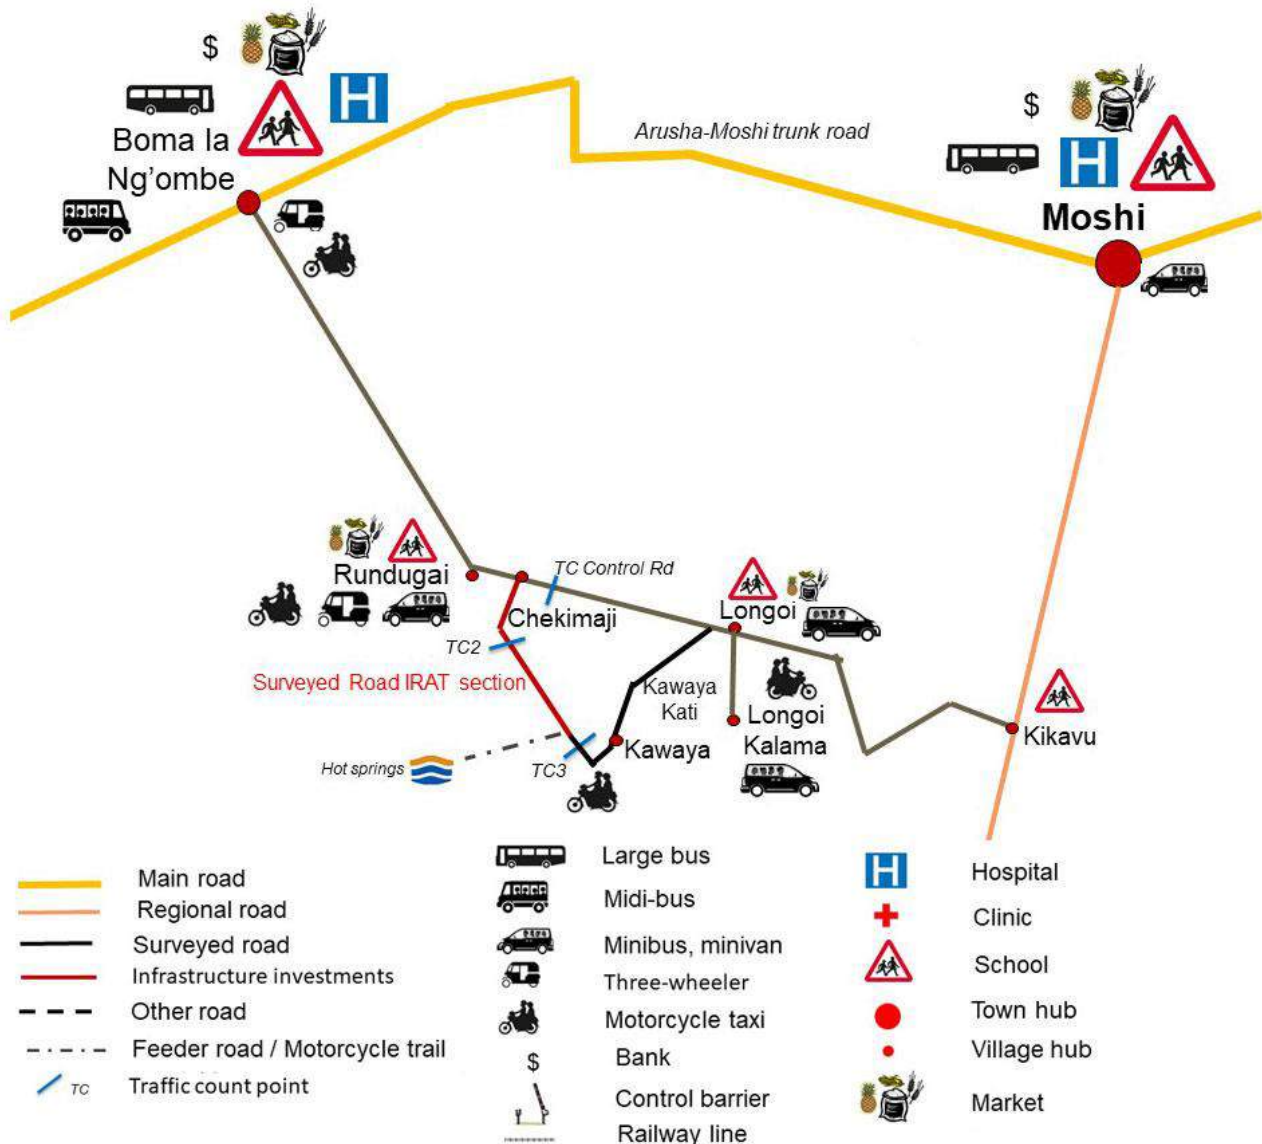 $
H
Boma la
Ng'ombe
Arusha-Moshi trunk road
$
H
Moshi
Rundugai
TC Control Rd
Chekimaji
Longoi
TC2
Surveyed Road IRAT section
Kawaya
Kati
Longoi
Kalama
Kikavu
Hot springs
TC3
Kawaya
Main road
Regional road
Surveyed road
Infrastructure investments
Other road
Feeder road / Motorcycle trail
TC Traffic count point
Large bus
Midi-bus
Minibus, minivan
Three-wheeler
Motorcycle taxi
$ Bank
Control barrier
Railway line
H Hospital
Clinic
School
Town hub
Village hub
Market